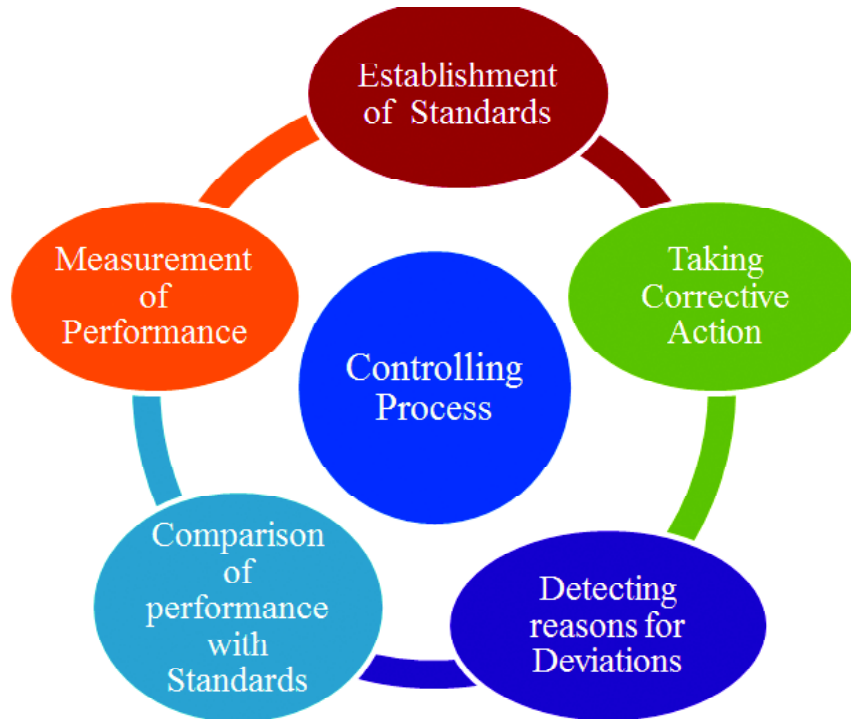 Establishment
of Standards
Measurement
of
Performance
Taking
Corrective
Action
Controlling
Process
Comparison
of
performance
with
Standards
Detecting
reasons for
Deviations